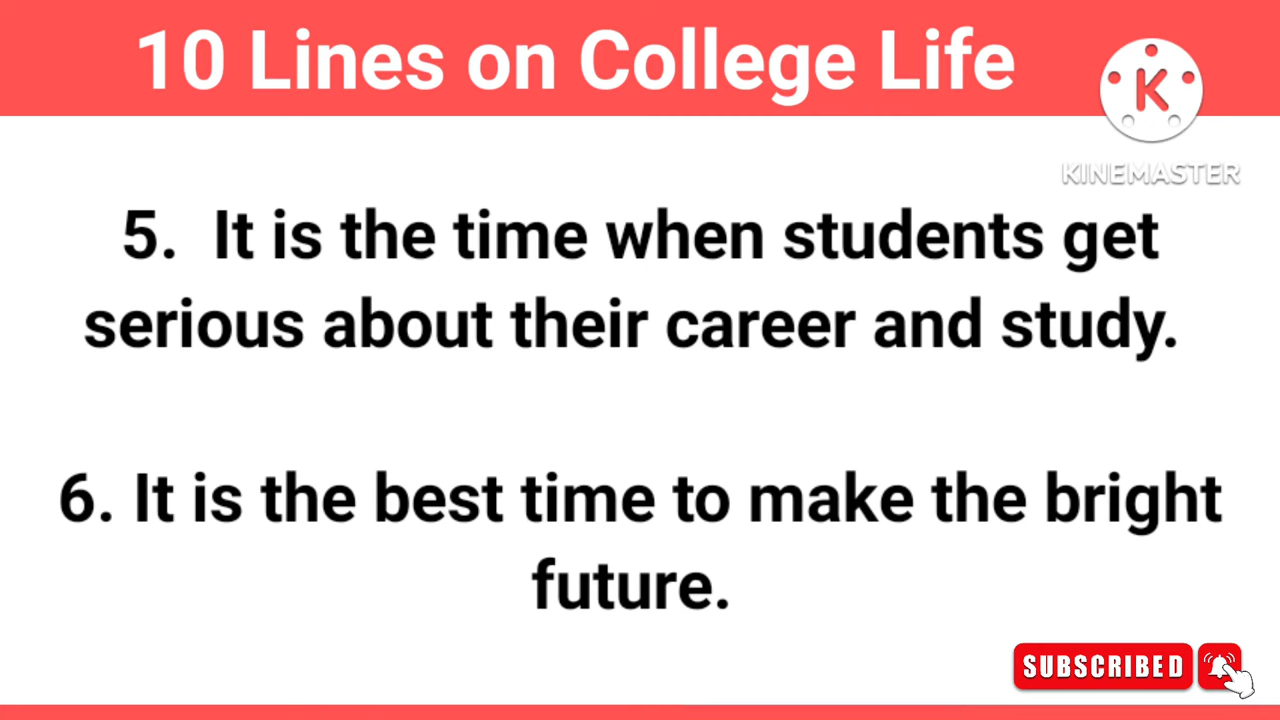 10 Lines on College Life
K
KINEMASTER
5. It is the time when students get
serious about their career and study.
6. It is the best time to make the bright
future.
SUBSCRIBED